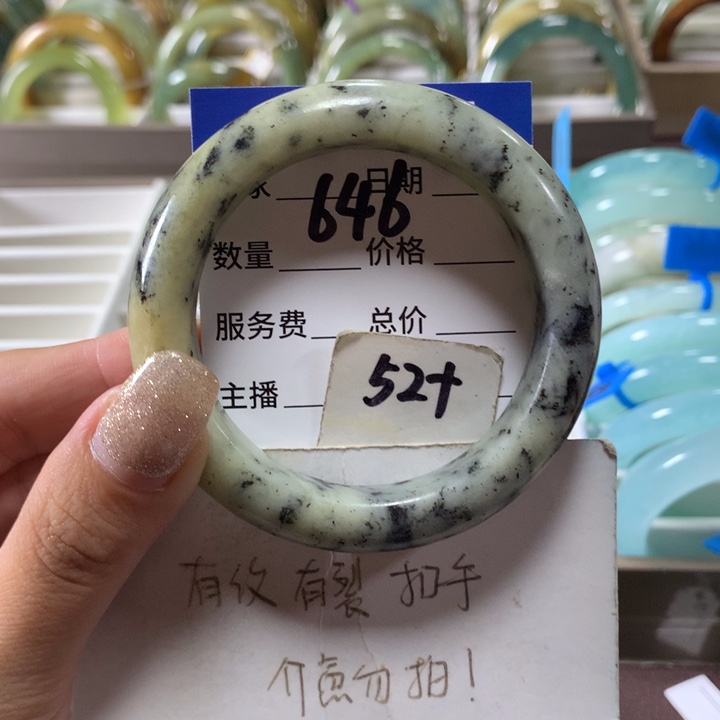 646
家 日期
数量 价格
服务费 总价
主播
52+
有纹 有裂 扣手
介意勿拍!